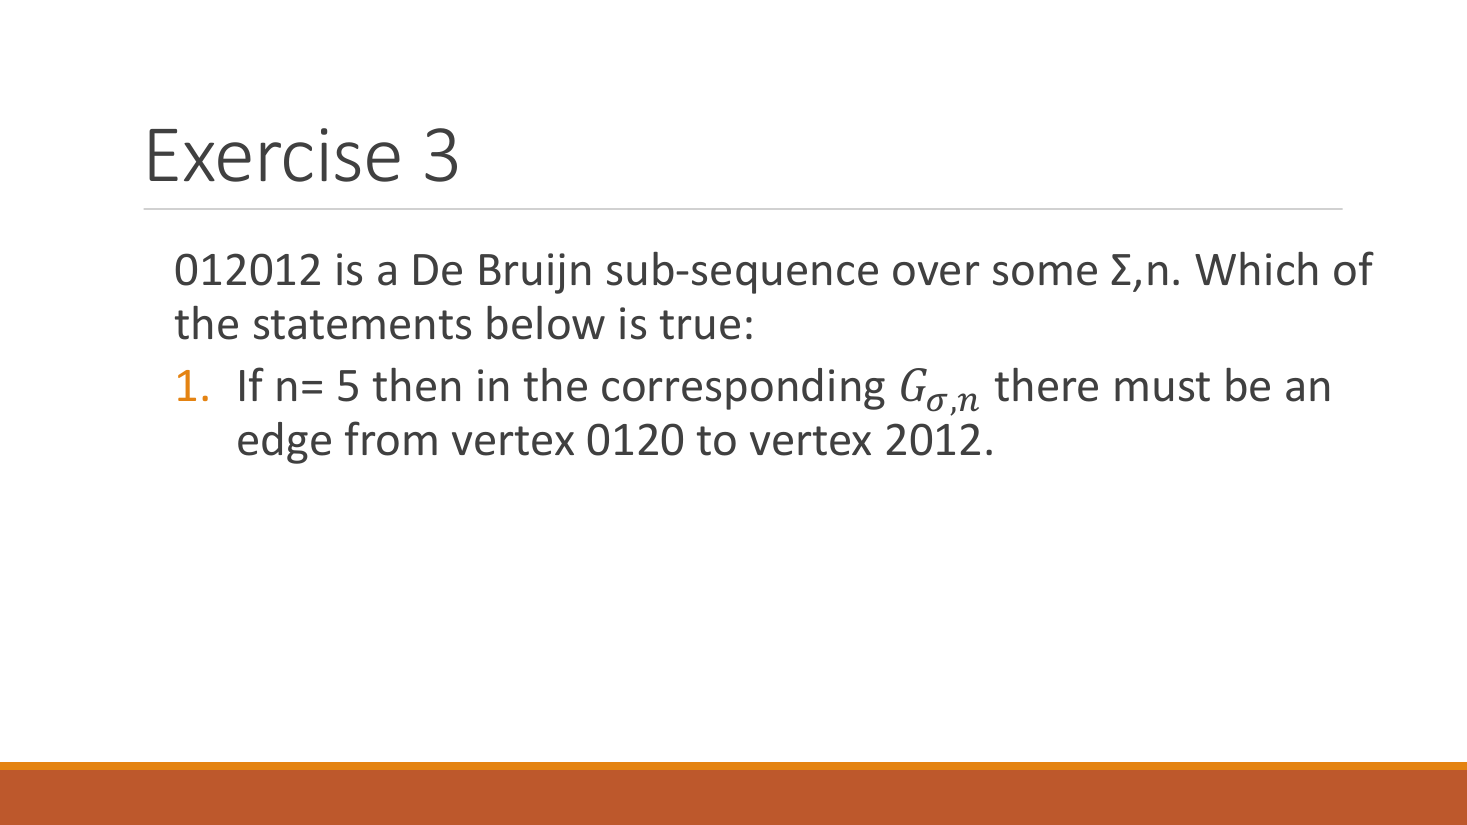 Exercise 3
012012 is a De Bruijn sub-sequence over some Σ,n. Which of
the statements below is true:
1. If n= 5 then in the corresponding 𝐺𝜎,𝑛 there must be an
edge from vertex 0120 to vertex 2012.